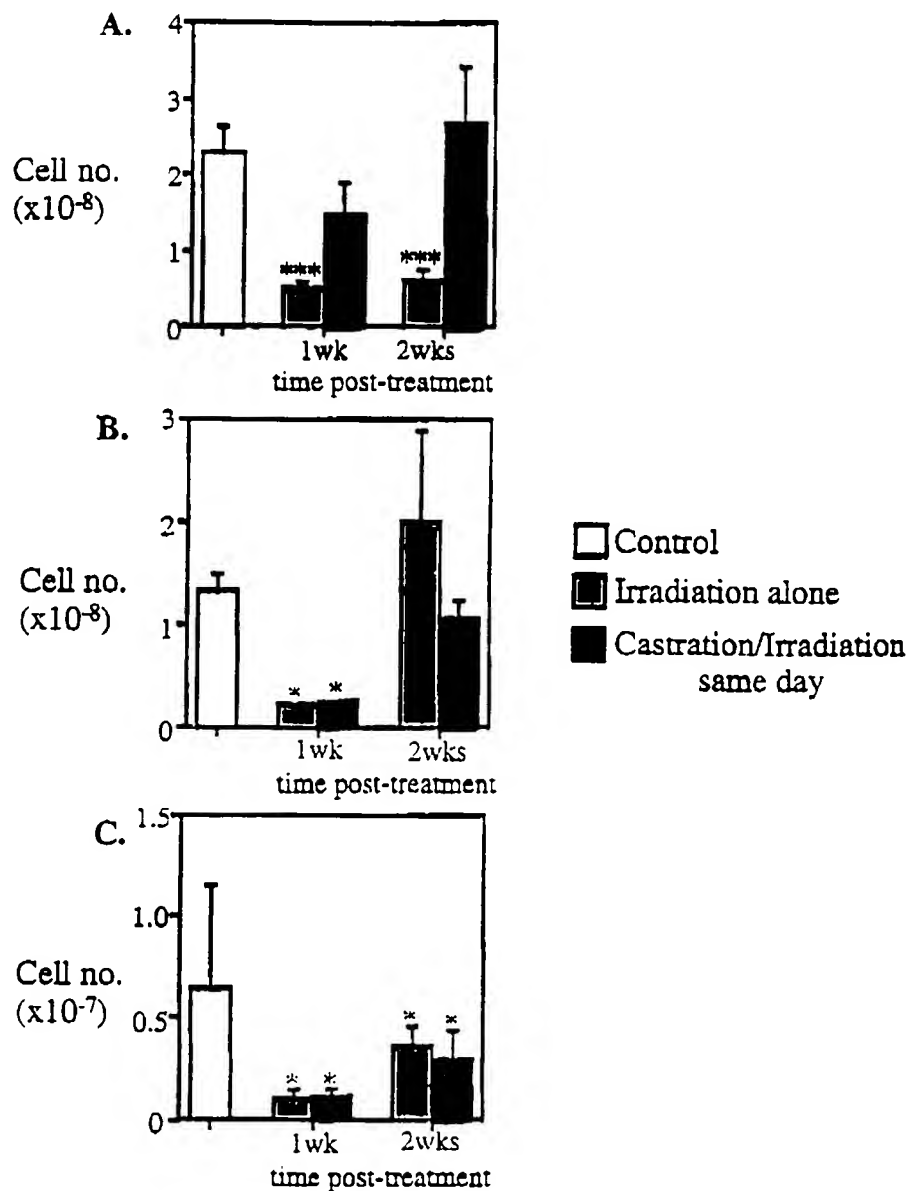 A.
4
3
2
1
0
Cell no.
(x10-8)
***
***
1wk 2wks
time post-treatment
B.
3
2
1
0
Cell no.
(x10-8)
* *
1wk 2wks
time post-treatment
Control
Irradiation alone
Castration/Irradiation
same day
C.
1.5
1.0
0.5
0
Cell no.
(x10-7)
* *
* *
1wk 2wks
time post-treatment